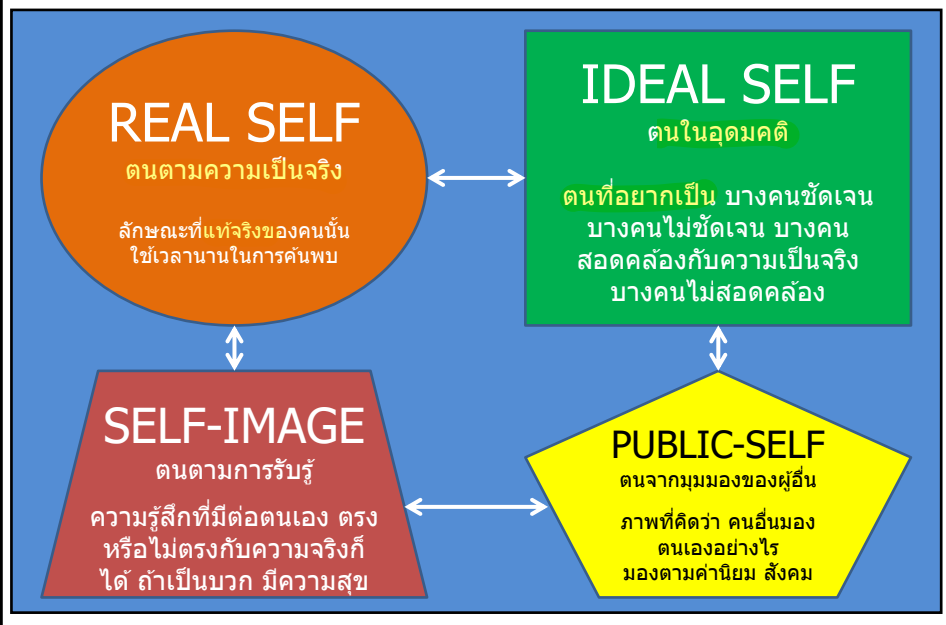 REAL SELF
ตนตามความเป็นจริง
ลักษณะที่แท้จริงของคนนั้น
ใช้เวลานานในการค้นพบ
IDEAL SELF
ตนในอุดมคติ
ตนที่อยากเป็น บางคนชัดเจน
บางคนไม่ชัดเจน บางคน
สอดคล้องกับความเป็นจริง
บางคนไม่สอดคล้อง
SELF-IMAGE
ตนตามการรับรู้
ความรู้สึกที่มีต่อตนเอง ตรง
หรือไม่ตรงกับความจริงก็
ได้ ถ้าเป็นบวก มีความสุข
PUBLIC-SELF
ตนจากมุมมองของผู้อื่น
ภาพที่คิดว่า คนอื่นมอง
ตนเองอย่างไร
มองตามค่านิยม สังคม